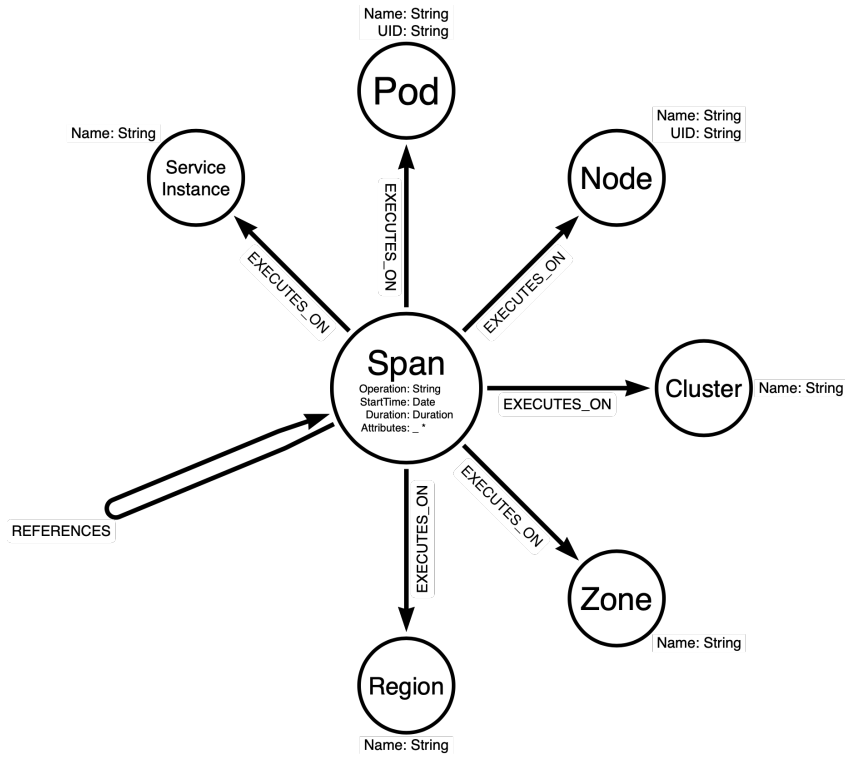 Name: String
UID: String
Pod
Name: String
Service
Instance
Name: String
UID: String
Node
EXECUTES_ON
EXECUTES_ON
EXECUTES_ON
Span
Operation: String
StartTime: Date
Duration: Duration
Attributes: _ *
EXECUTES_ON
Cluster
Name: String
REFERENCES
EXECUTES_ON
EXECUTES_ON
Zone
Name: String
Region
Name: String